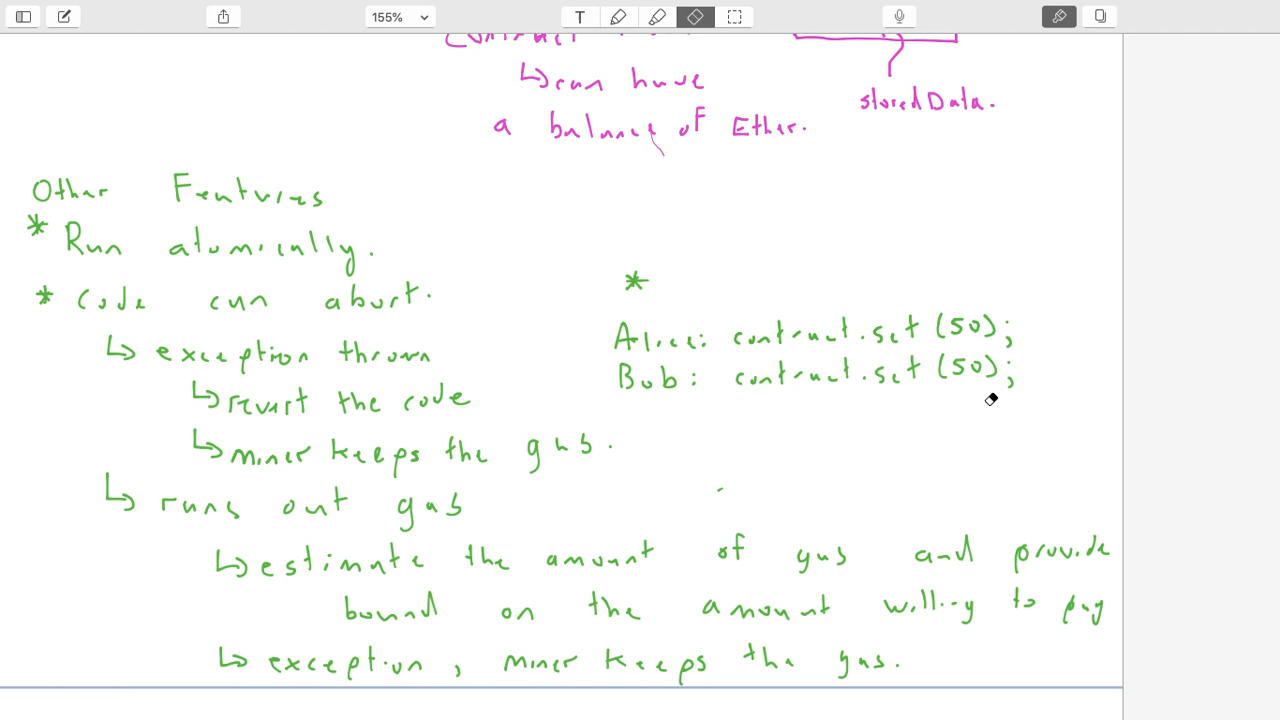 155%
T
↳ can have
storedData.
a balance of Ether.
Other Features
* Run atomically.
* Code can abort.
*
↳ exception thrown
Alice: contract.set (50);
Bob: contract.set (50);
↳ revert the code
↳ miner keeps the gas.
↳ runs out gas
↳ estimate the amount of gas and provide
bound on the amount willing to pay
↳ exception, miner keeps the gas.